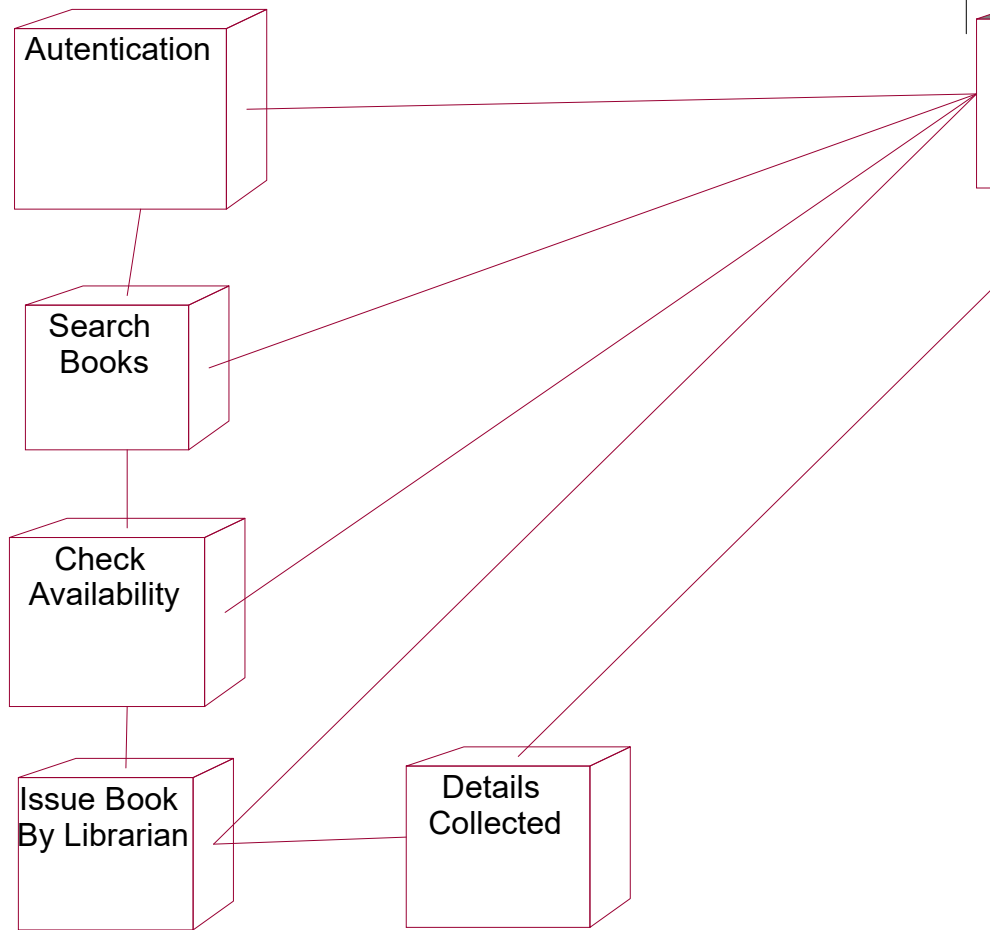 Autentication
Search
Books
Check
Availability
Issue Book
By Librarian
Details
Collected